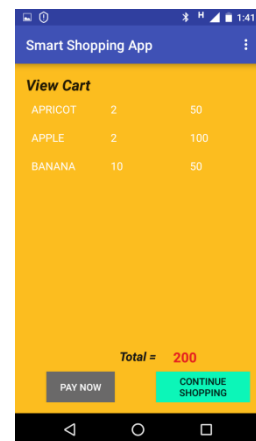 H 1:41
Smart Shopping App
View Cart
APRICOT 2 50
APPLE 2 100
BANANA 10 50
Total = 200
PAY NOW
CONTINUE
SHOPPING